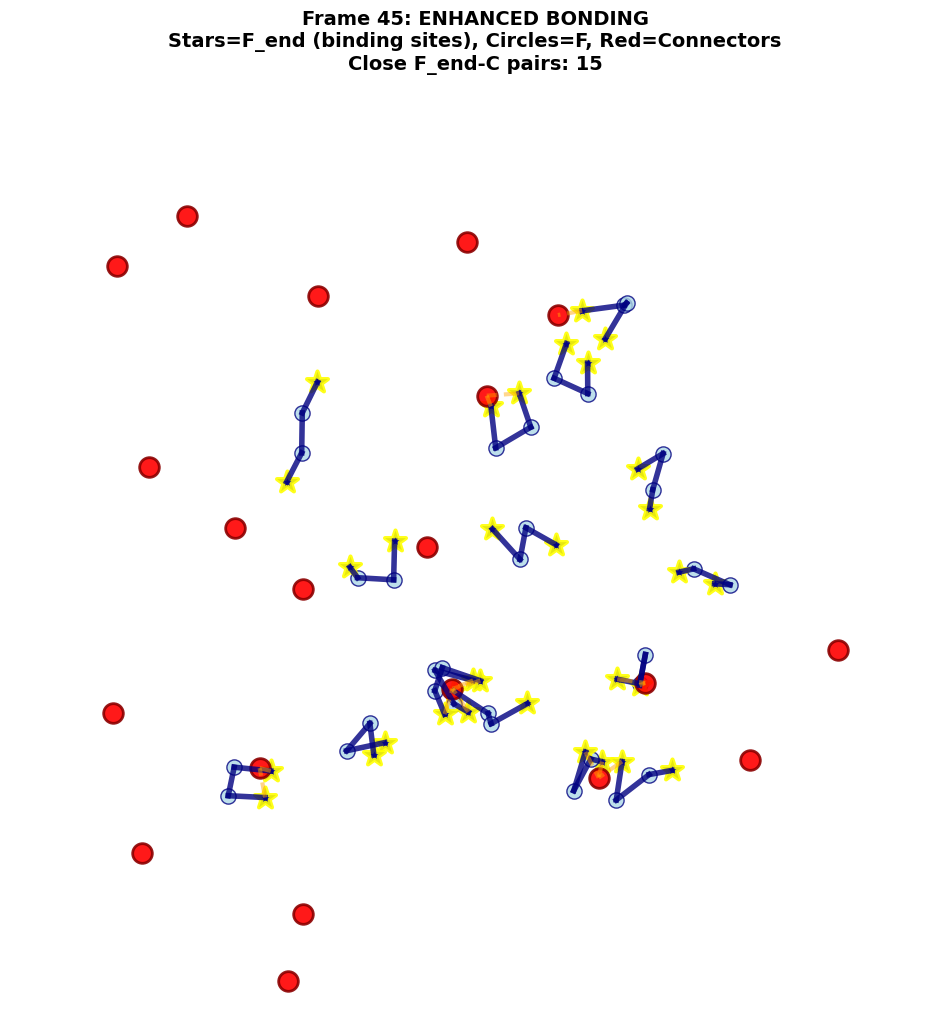 Frame 45: ENHANCED BONDING
Stars=F_end (binding sites), Circles=F, Red=Connectors
Close F_end-C pairs: 15